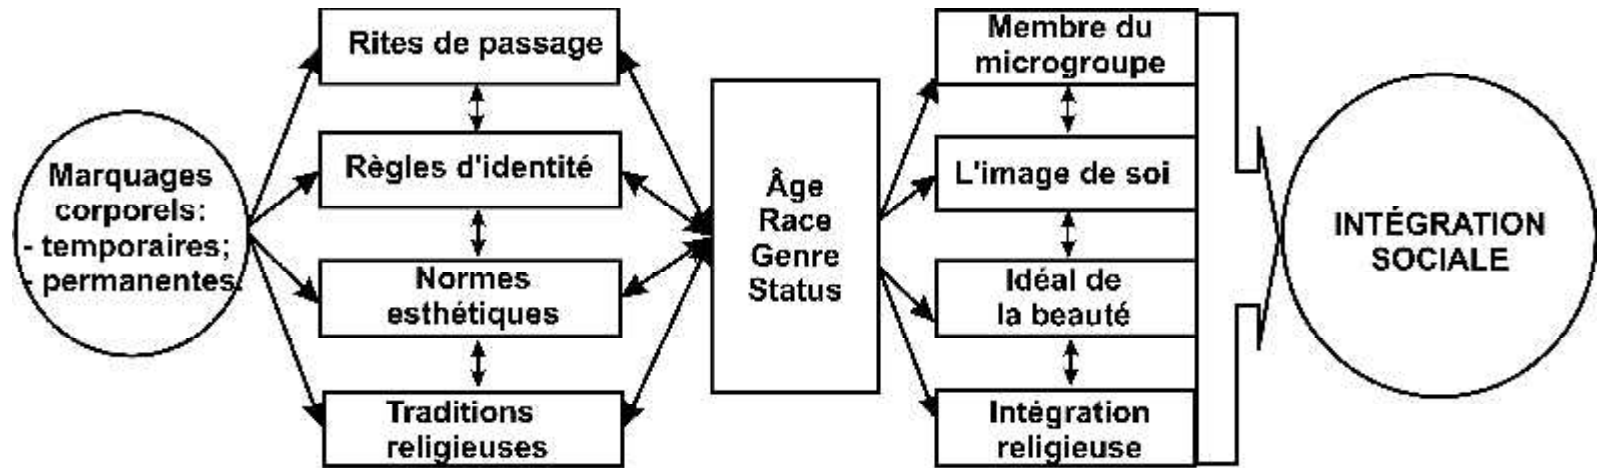 Marquages
corporels:
- temporaires;
- permanentes.
Rites de passage
Règles d'identité
Normes
esthétiques
Traditions
religieuses
Âge
Race
Genre
Status
Membre du
microgroupe
L'image de soi
Idéal de
la beauté
Intégration
religieuse
INTÉGRATION
SOCIALE